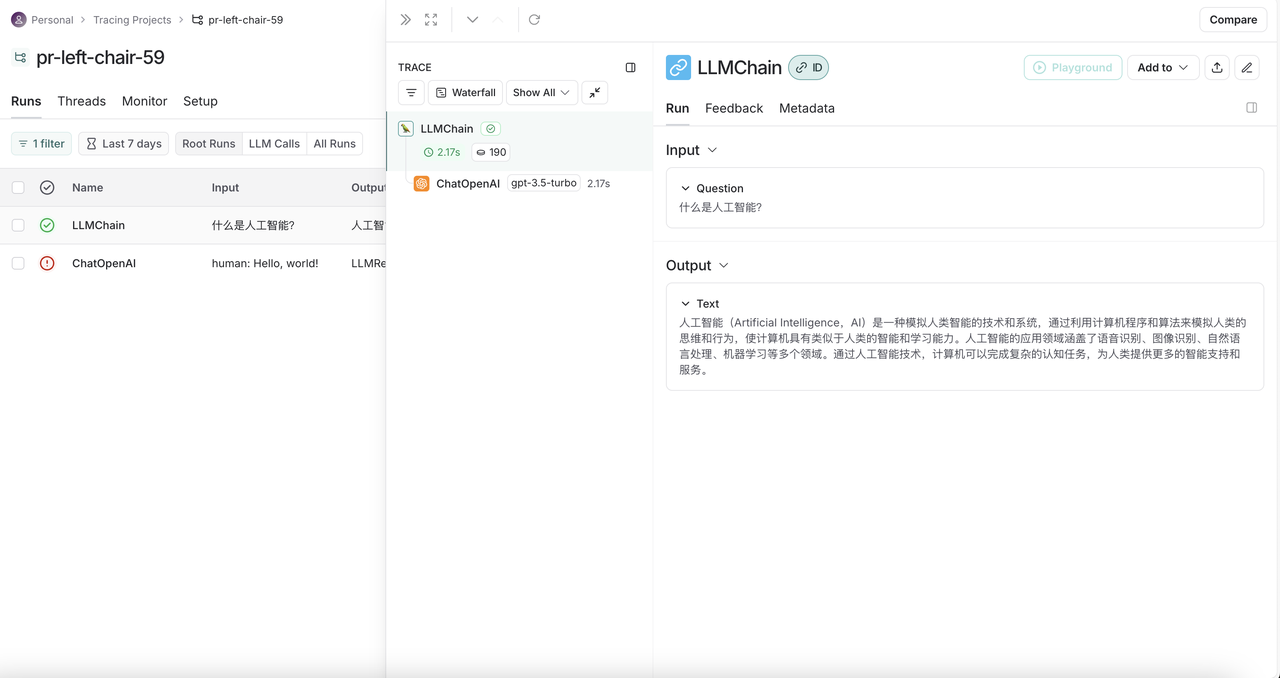 Personal > Tracing Projects > pr-left-chair-59
pr-left-chair-59
Runs Threads Monitor Setup
1 filter Last 7 days Root Runs LLM Calls All Runs
Name Input
LLMChain 什么是人工智能? 人工智
ChatOpenAI human: Hello, world! LLMRe
Compare
TRACE
Waterfall Show All
LLMChain
2.17s 190
ChatOpenAI gpt-3.5-turbo 2.17s
LLMChain ID
Playground Add to
Run Feedback Metadata
Input
Question
什么是人工智能?
Output
Text
人工智能（Artificial Intelligence，AI）是一种模拟人类智能的技术和系统，通过利用计算机程序和算法来模拟人类的
思维和行为，使计算机具有类似于人类的智能和学习能力。人工智能的应用领域涵盖了语音识别、图像识别、自然语
言处理、机器学习等多个领域。通过人工智能技术，计算机可以完成复杂的认知任务，为人类提供更多的智能支持和
服务。